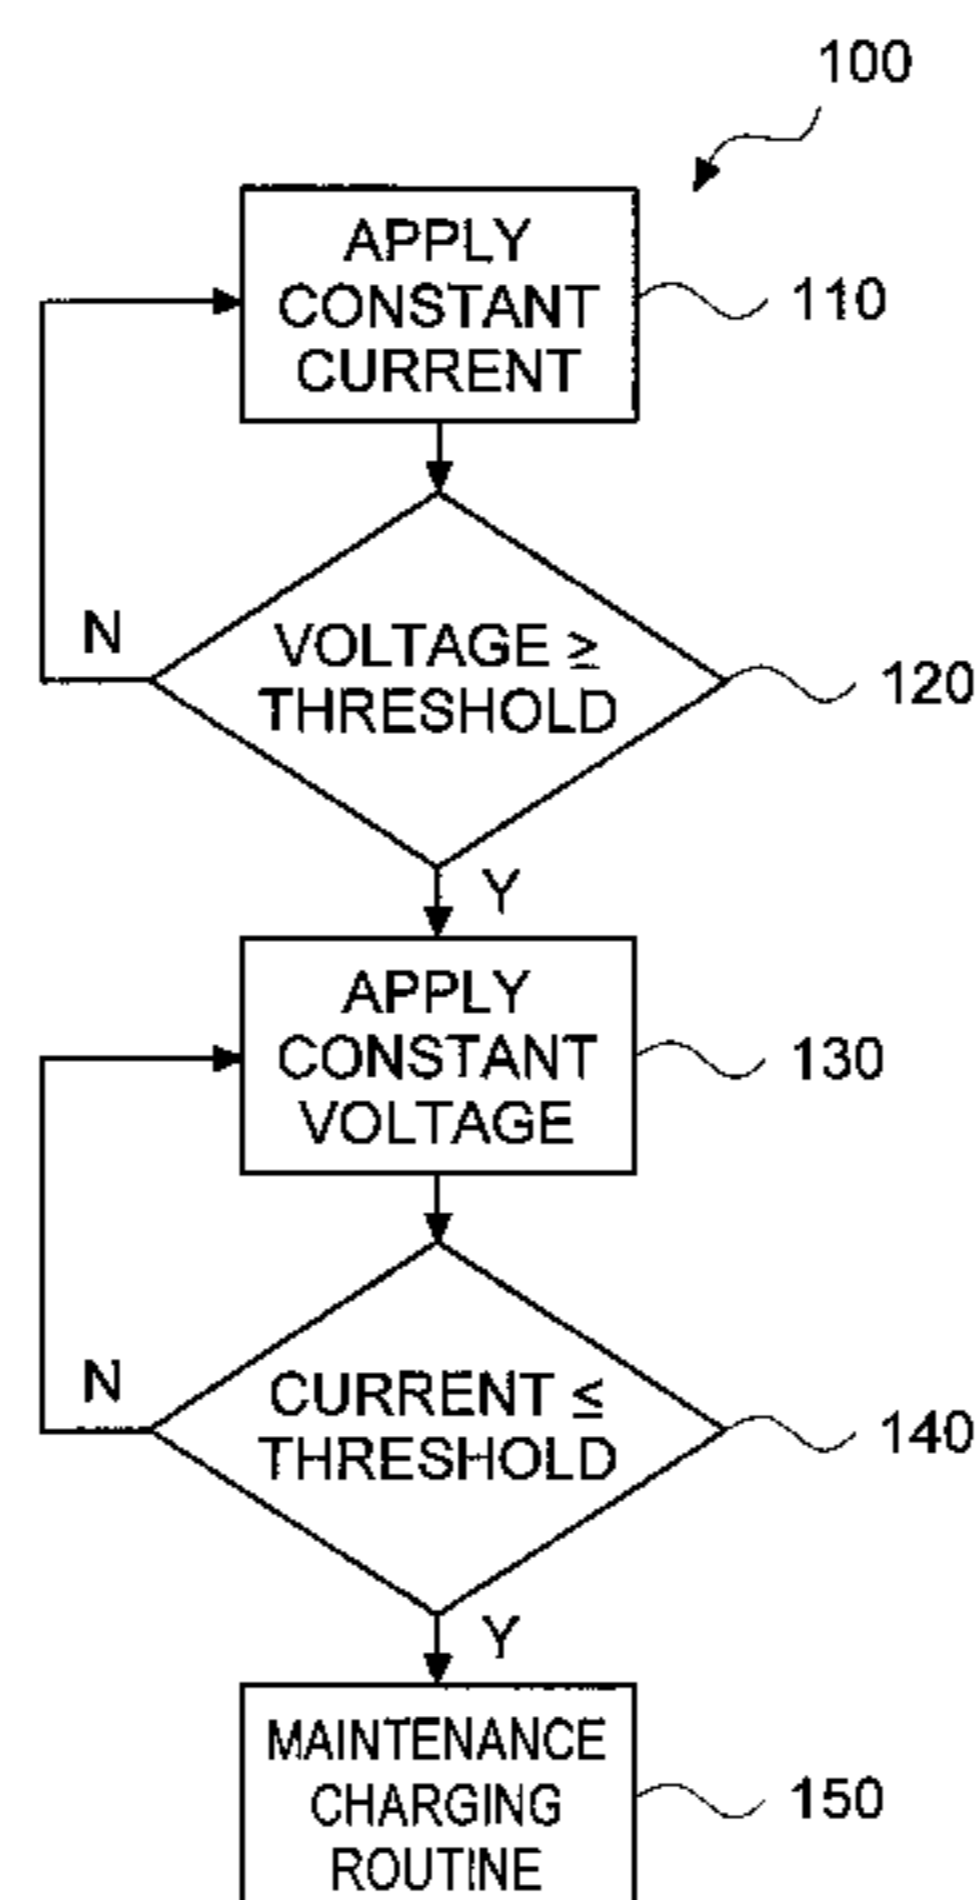 100
APPLY
CONSTANT
CURRENT
110
N
VOLTAGE ≥
THRESHOLD
120
Y
APPLY
CONSTANT
VOLTAGE
130
N
CURRENT ≤
THRESHOLD
140
Y
MAINTENANCE
CHARGING
ROUTINE
150